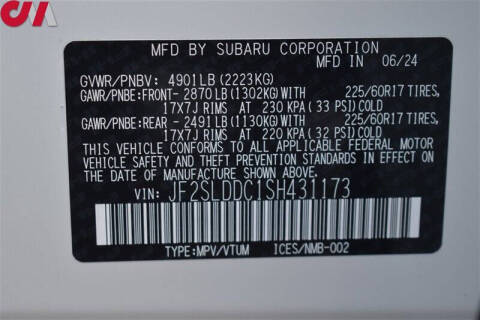 CIA
MFD BY SUBARU CORPORATION
GVWR/PNBV: 4901LB(2223KG) MFD IN 06/24
GAWR/PNBE:FRONT-2870LB(1302KG)WITH 225/60R17 TIRES,
17X7J RIMS AT 230 KPA(33 PSI)COLD
GAWR/PNBE:REAR-2491LB(1130KG)WITH 225/60R17 TIRES,
17X7J RIMS AT 220 KPA(32 PSI)COLD
THIS VEHICLE CONFORMS TO ALL APPLICABLE FEDERAL MOTOR
VEHICLE SAFETY AND THEFT PREVENTION STANDARDS IN EFFECT ON THE
DATE OF MANUFACTURE SHOWN ABOVE.
VIN: JF2SLDDC1SH431173
TYPE:MPV/VTUM ICES/NMB-002